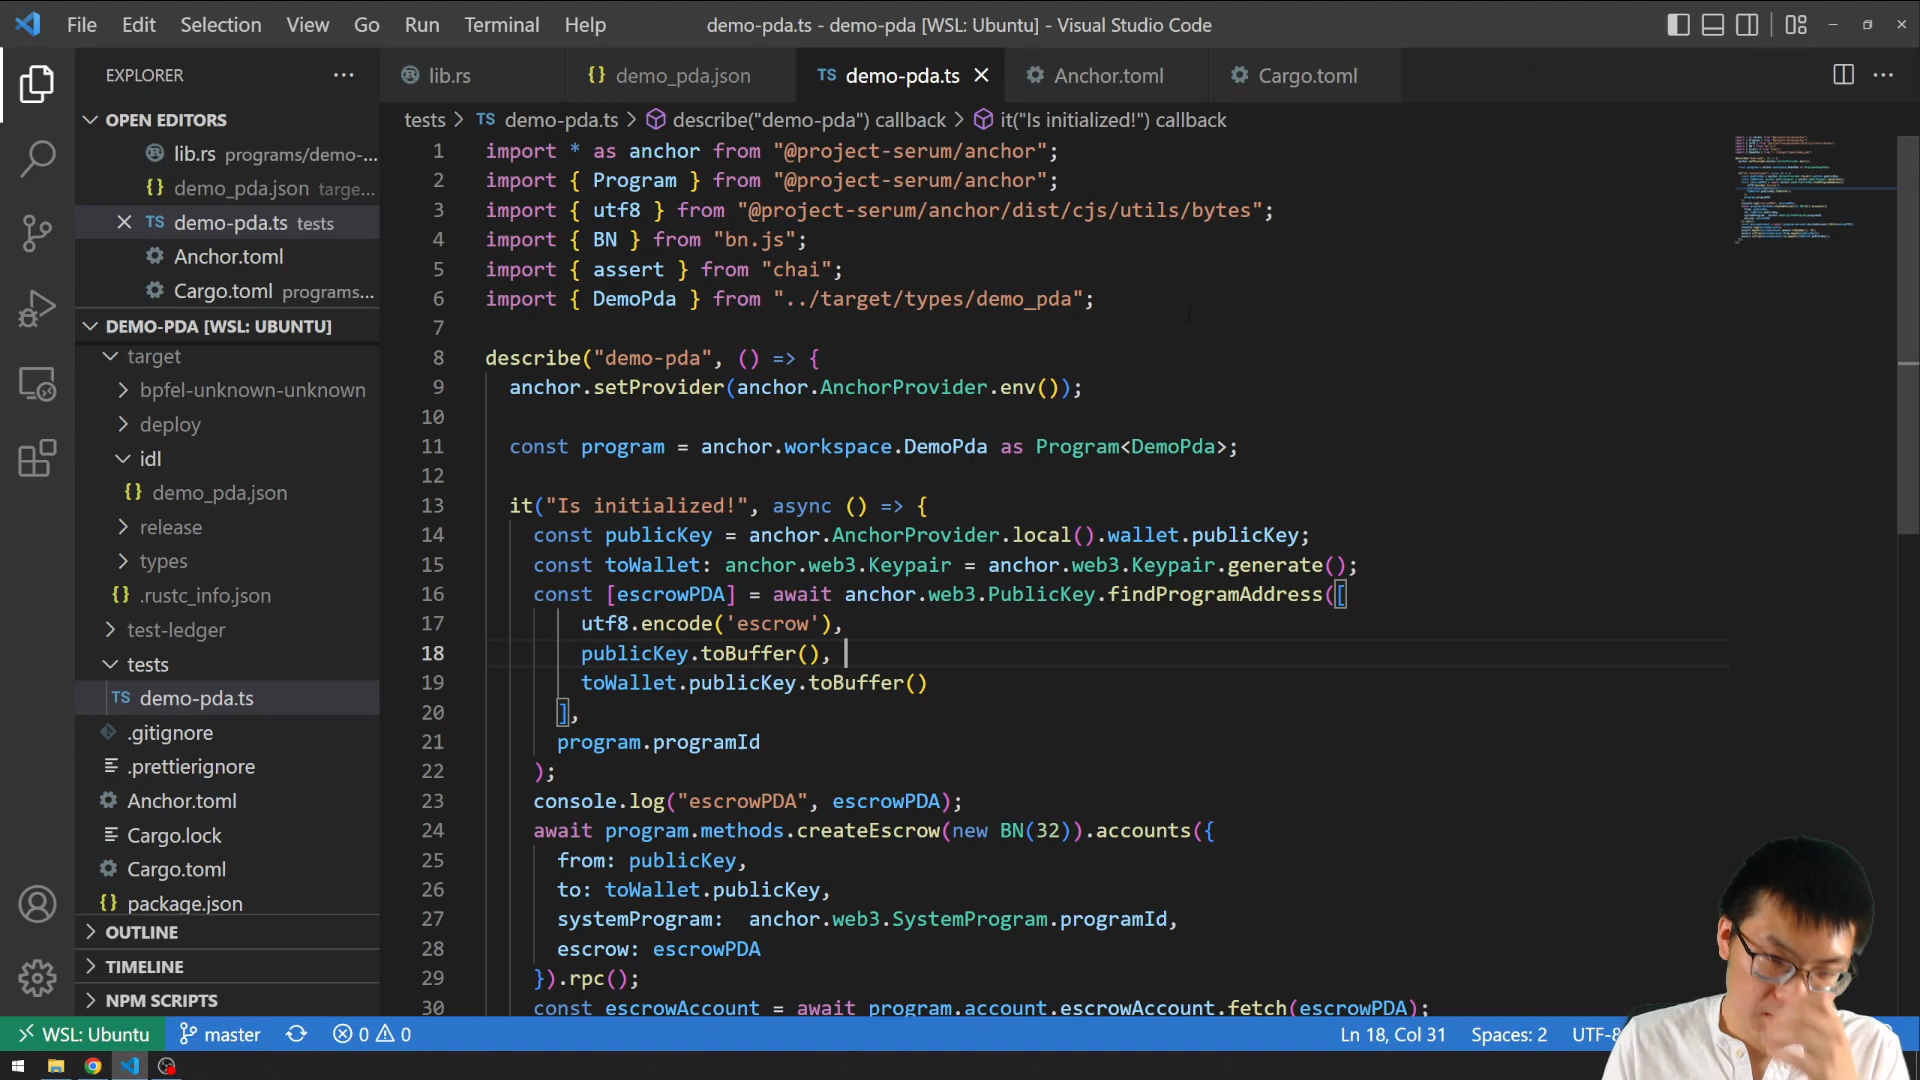 File Edit Selection View Go Run Terminal Help
demo-pda.ts - demo-pda [WSL: Ubuntu] - Visual Studio Code
EXPLORER
OPEN EDITORS
lib.rs programs/demo-...
{} demo_pda.json targe...
TS demo-pda.ts tests
Anchor.toml
Cargo.toml programs...
DEMO-PDA [WSL: UBUNTU]
target
bpfel-unknown-unknown
deploy
idl
{} demo_pda.json
release
types
{} .rustc_info.json
test-ledger
tests
TS demo-pda.ts
.gitignore
.prettierignore
Anchor.toml
Cargo.lock
Cargo.toml
{} package.json
OUTLINE
TIMELINE
NPM SCRIPTS
lib.rs {} demo_pda.json TS demo-pda.ts Anchor.toml Cargo.toml
tests > TS demo-pda.ts > describe("demo-pda") callback > it("Is initialized!") callback
1 import * as anchor from "@project-serum/anchor";
2 import { Program } from "@project-serum/anchor";
3 import { utf8 } from "@project-serum/anchor/dist/cjs/utils/bytes";
4 import { BN } from "bn.js";
5 import { assert } from "chai";
6 import { DemoPda } from "../target/types/demo_pda";
7
8 describe("demo-pda", () => {
9 anchor.setProvider(anchor.AnchorProvider.env());
10
11 const program = anchor.workspace.DemoPda as Program<DemoPda>;
12
13 it("Is initialized!", async () => {
14 const publicKey = anchor.AnchorProvider.local().wallet.publicKey;
15 const toWallet: anchor.web3.Keypair = anchor.web3.Keypair.generate();
16 const [escrowPDA] = await anchor.web3.PublicKey.findProgramAddress([
17 utf8.encode('escrow'),
18 publicKey.toBuffer(),
19 toWallet.publicKey.toBuffer()
20 ],
21 program.programId
22 );
23 console.log("escrowPDA", escrowPDA);
24 await program.methods.createEscrow(new BN(32)).accounts({
25 from: publicKey,
26 to: toWallet.publicKey,
27 systemProgram: anchor.web3.SystemProgram.programId,
28 escrow: escrowPDA
29 }).rpc();
30 const escrowAccount = await program.account.escrowAccount.fetch(escrowPDA);
WSL: Ubuntu master 0 0 Ln 18, Col 31 Spaces: 2 UTF-8